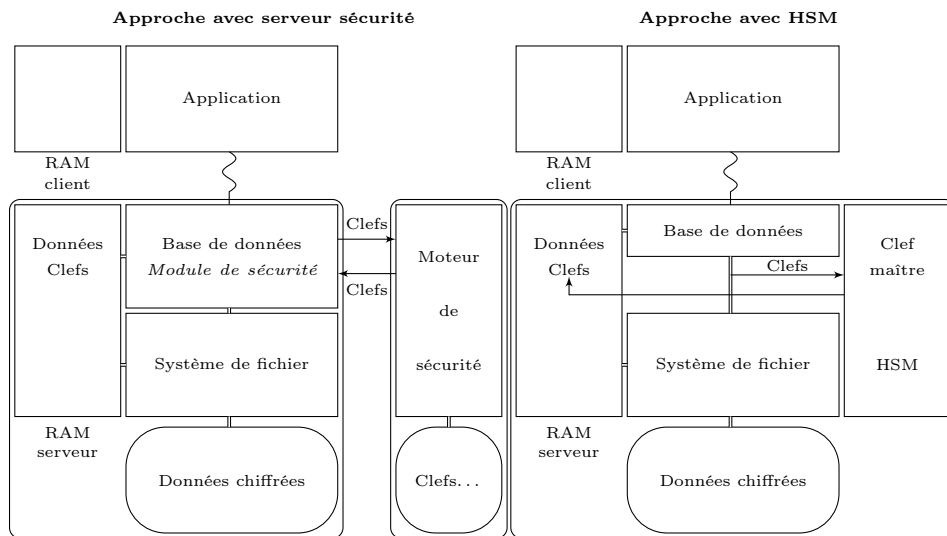 Approche avec serveur sécurité
Application
RAM
client
Données
Clefs
Base de données
Module de sécurité
Clefs
Clefs
Moteur
de
sécurité
Système de fichier
RAM
serveur
Données chiffrées
Clefs...
Approche avec HSM
Application
RAM
client
Données
Clefs
Base de données
Clefs
Clef
maître
Système de fichier
HSM
RAM
serveur
Données chiffrées